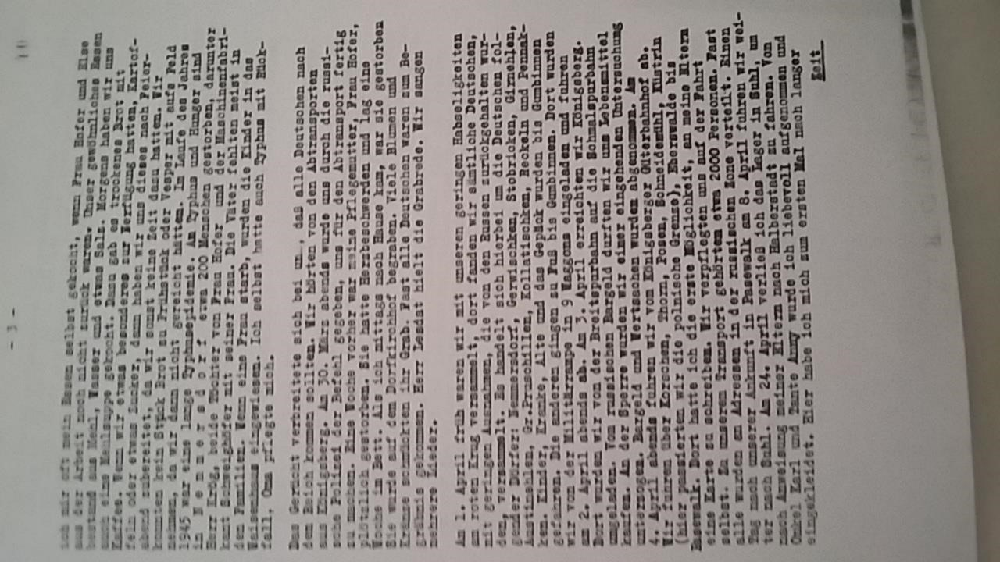 - 3 -
ich mir oft mein Essen selbst gekocht, wenn Frau Hofer und Else
aus der Arbeit noch nicht zurück waren. Unser gewöhnliches Essen
bestand aus Mehl, Wasser und etwas Salz. Morgens haben wir uns
auch eine Mehlsuppe gekocht. Dazu gab es trockenes Brot mit
Kaffee. Wenn wir etwas besonderes zur Verfügung hatten, Kartof-
feln oder etwas Zucker, dann haben wir uns dieses nach Feier-
abend zubereitet, da wir sonst keine Zeit dazu hatten. Wir
konnten kein Stück Brot zu Frühstück oder Vesper mit aufs Feld
nehmen, da wir dann nicht gereicht hätten. Im Laufe des Jahres
1945 war eine lange Typhusepidemie. Am Typhus und Hunger sind
in N e m m e r s d o r f etwa 200 Menschen gestorben, darunter
Herr Krög, beide Töchter von Frau Hofer und der Maschinenfabri-
kant Schweighöfer mit seiner Frau. Die Väter fehlten meist in
den Familien. Wenn eine Frau starb, wurden die Kinder in das
Waisenhaus eingewiesen. Ich selbst hatte auch Typhus mit Rück-
fall. Oma pflegte mich.
Das Gerücht verbreitete sich bei un., daß alle Deutschen nach
dem Reich kommen sollten. Wir hörten von den Abtransporten
aus Königsberg. Am 30. März abends wurde uns durch die russi-
sche Polizei der Befehl gegeben, uns für den Abtransport fertig
zu machen. Eine Woche vorher war meine Pflegemutter, Frau Hofer,
plötzlich gestorben. Sie hatte Herzbeschwerden und lag eine
Woche im Bett. Als ich mittags nach Hause kam, war sie gestorben
Sie wurde auf dem Dorfkirchhof begraben. Viele Blumen und
Kränze schmückten ihr Grab. Fast alle Deutschen waren zum Be-
gräbnis gekommen. Herr Lesdat hielt die Grabrede. Wir sangen
mehrere Lieder.
An 1. April früh waren wir mit unseren geringen Habseligkeiten
am roten Krug versammelt, dort fanden wir sämtliche Deutschen,
mit geringen Ausnahmen, die von den Russen zurückgehalten wur-
den, versammelt. Es handelt sich hierbei um die Deutschen fol-
gender Dörfer: Nemmersdorf, Gerwischken, Stobricken, Girnehlen,
Austinehlen, Gr.Prunschillen, Kollatischken, Reckeln und Pennak-
ken. Kinder, Kranke, Alte und das Gepäck wurden bis Gumbinnen
gefahren. Die anderen gingen zu Fuß bis Gumbinnen. Dort wurden
wir von der Militärrampe in 9 Waggons eingeladen und fuhren
am 2. April abends ab. Am 3. April erreichten wir Königsberg.
Dort wurden wir von der Breitspurbahn auf die Schmalspurbahn
umgeladen. Vom russischen Bargeld durften wir uns Lebensmittel
kaufen. An der Sperre wurden wir einer eingehenden Untersuchung
unterzogen. Bargeld und Wertsachen wurden abgenommen. Am
4. April abends fuhren wir vom Königsberger Güterbahnhof ab.
Wir fuhren über Korschen, Thorn, Posen, Schneidemühl, Küstrin
(hier passierten wir die polnische Grenze), Eberswalde bis
Pasewalk. Dort hatte ich die erste Möglichkeit, an meine Eltern
eine Karte zu schreiben. Wir verpflegten uns auf der Fahrt
selbst. Zu unserem Transport gehörten etwa 2000 Personen. Fast
alle wurden an Adressen in der russischen Zone verteilt. Einen
Tag nach unserer Ankunft in Pasewalk am 8. April fuhren wir wei-
ter nach Suhl. Am 24. April verließ ich das Lager in Suhl, um
nach Anweisung meiner Eltern nach Halberstadt zu fahren. Von
Onkel Karl und Tante Anny wurde ich liebevoll aufgenommen und
eingekleidet. Hier habe ich mich zum ersten Mal nach langer
Zeit